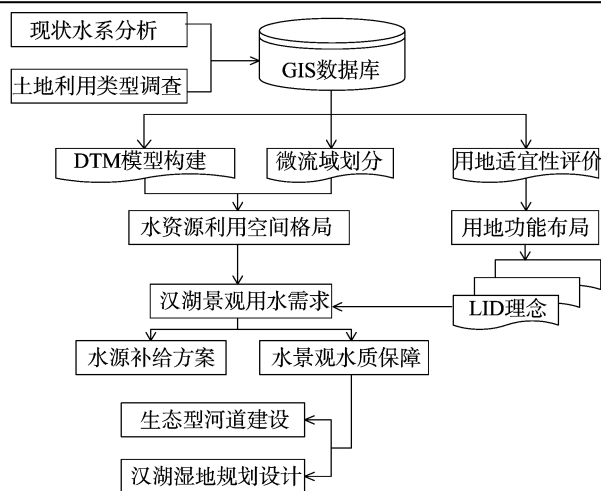 现状水系分析
土地利用类型调查
GIS数据库
DTM模型构建
微流域划分
用地适宜性评价
水资源利用空间格局
用地功能布局
汉湖景观用水需求
LID理念
水源补给方案
水景观水质保障
生态型河道建设
汉湖湿地规划设计